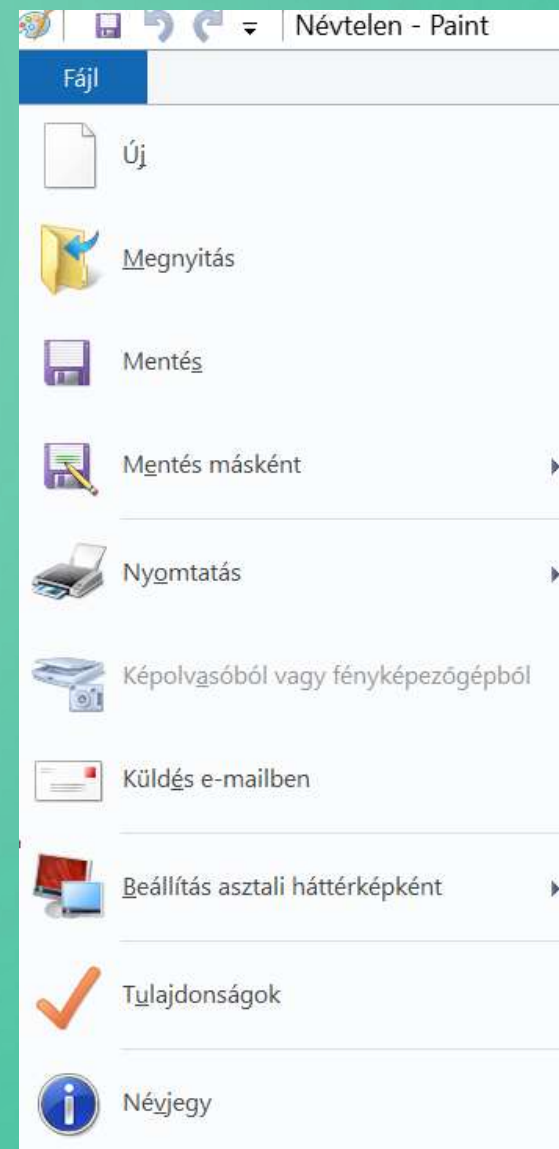 Névtelen - Paint
Fájl
Új
Megnyitás
Mentés
Mentés másként
Nyomtatás
Képolvasóból vagy fényképezőgépből
Küldés e-mailben
Beállítás asztali háttérképként
Tulajdonságok
Névjegy